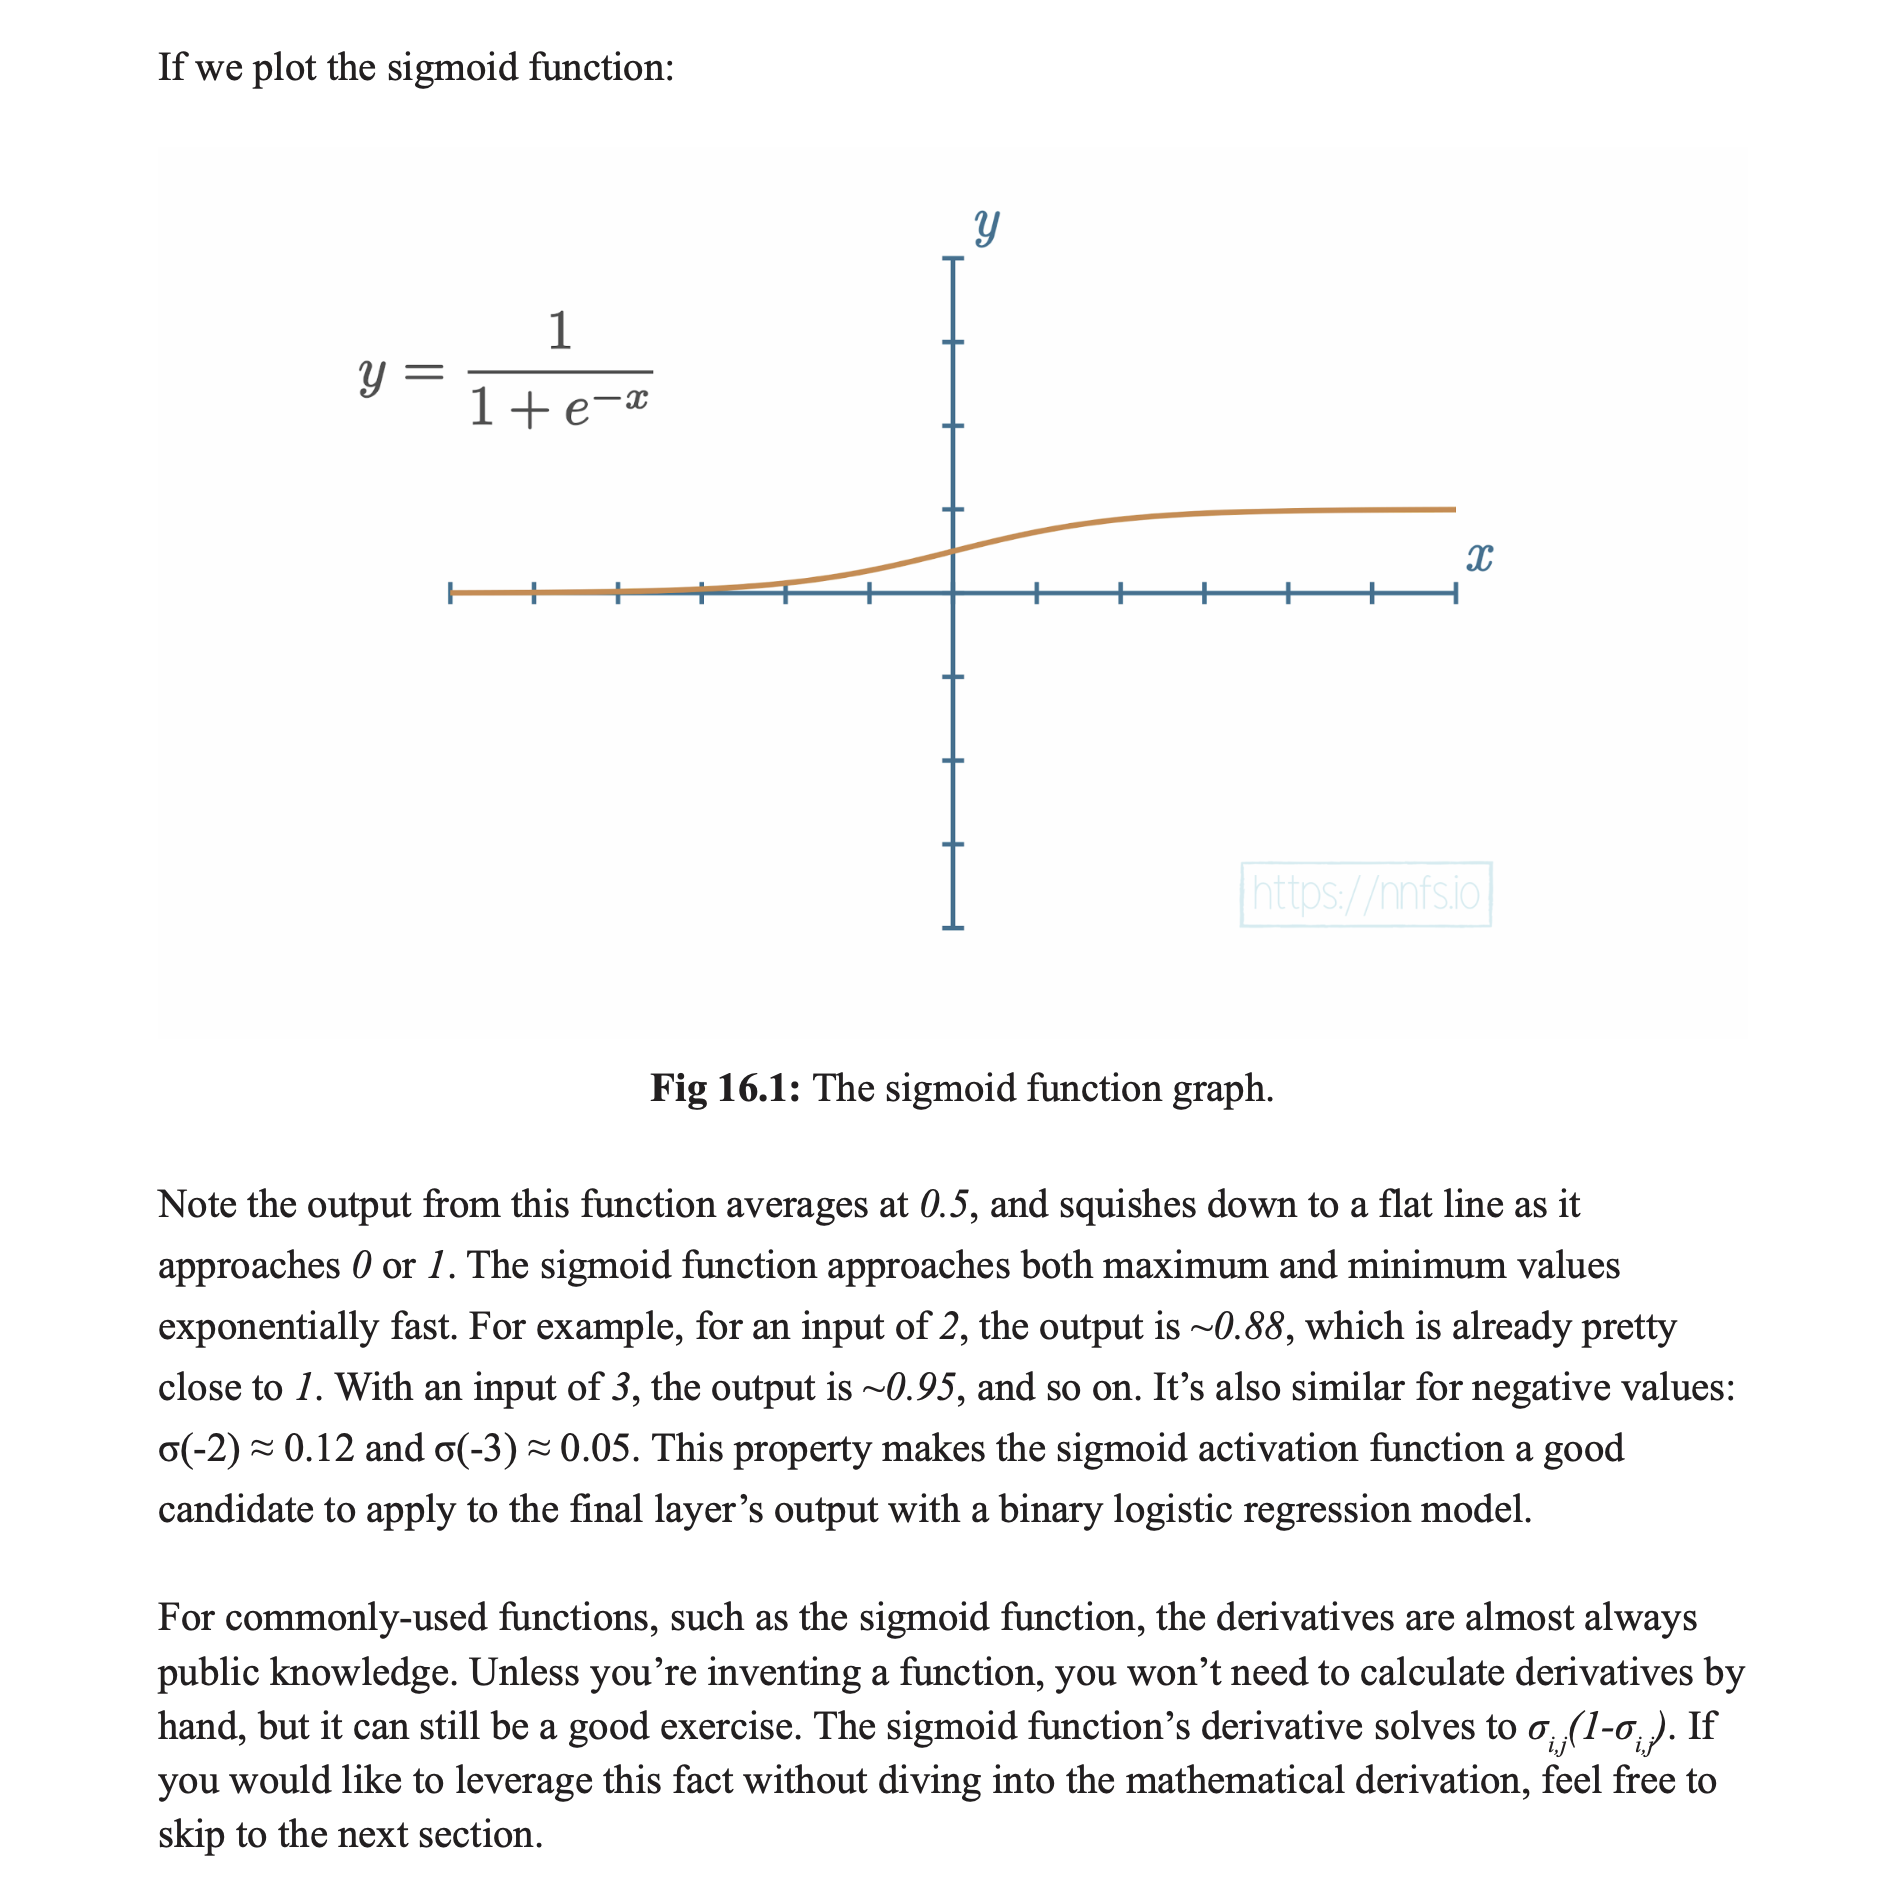 If we plot the sigmoid function:
y
y = 1 / (1 + e^{-x})
x
https://nnfs.io
Fig 16.1: The sigmoid function graph.
Note the output from this function averages at 0.5, and squishes down to a flat line as it
approaches 0 or 1. The sigmoid function approaches both maximum and minimum values
exponentially fast. For example, for an input of 2, the output is ~0.88, which is already pretty
close to 1. With an input of 3, the output is ~0.95, and so on. It’s also similar for negative values:
σ(-2) ≈ 0.12 and σ(-3) ≈ 0.05. This property makes the sigmoid activation function a good
candidate to apply to the final layer’s output with a binary logistic regression model.
For commonly-used functions, such as the sigmoid function, the derivatives are almost always
public knowledge. Unless you’re inventing a function, you won’t need to calculate derivatives by
hand, but it can still be a good exercise. The sigmoid function’s derivative solves to σ_{i,j}(1-σ_{i,j}). If
you would like to leverage this fact without diving into the mathematical derivation, feel free to
skip to the next section.